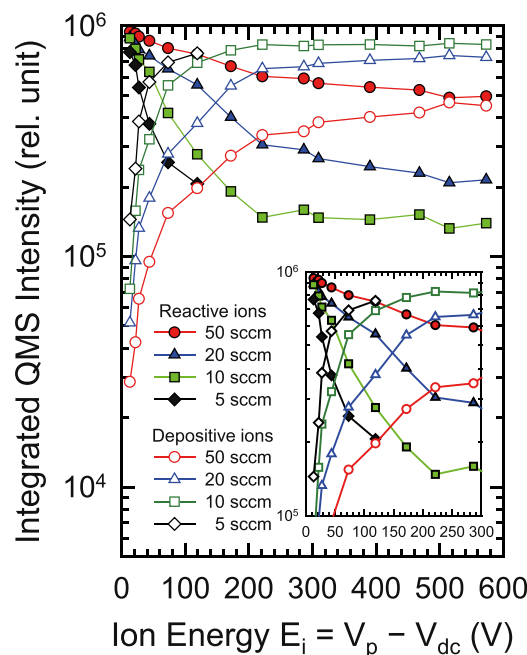 Integrated QMS Intensity (rel. unit)
10^6
10^5
10^4
Reactive ions
50 sccm
20 sccm
10 sccm
5 sccm
Depositive ions
50 sccm
20 sccm
10 sccm
5 sccm
10^6
10^5
0 50 100 150 200 250 300
0 100 200 300 400 500 600
Ion Energy E_i = V_p − V_dc (V)